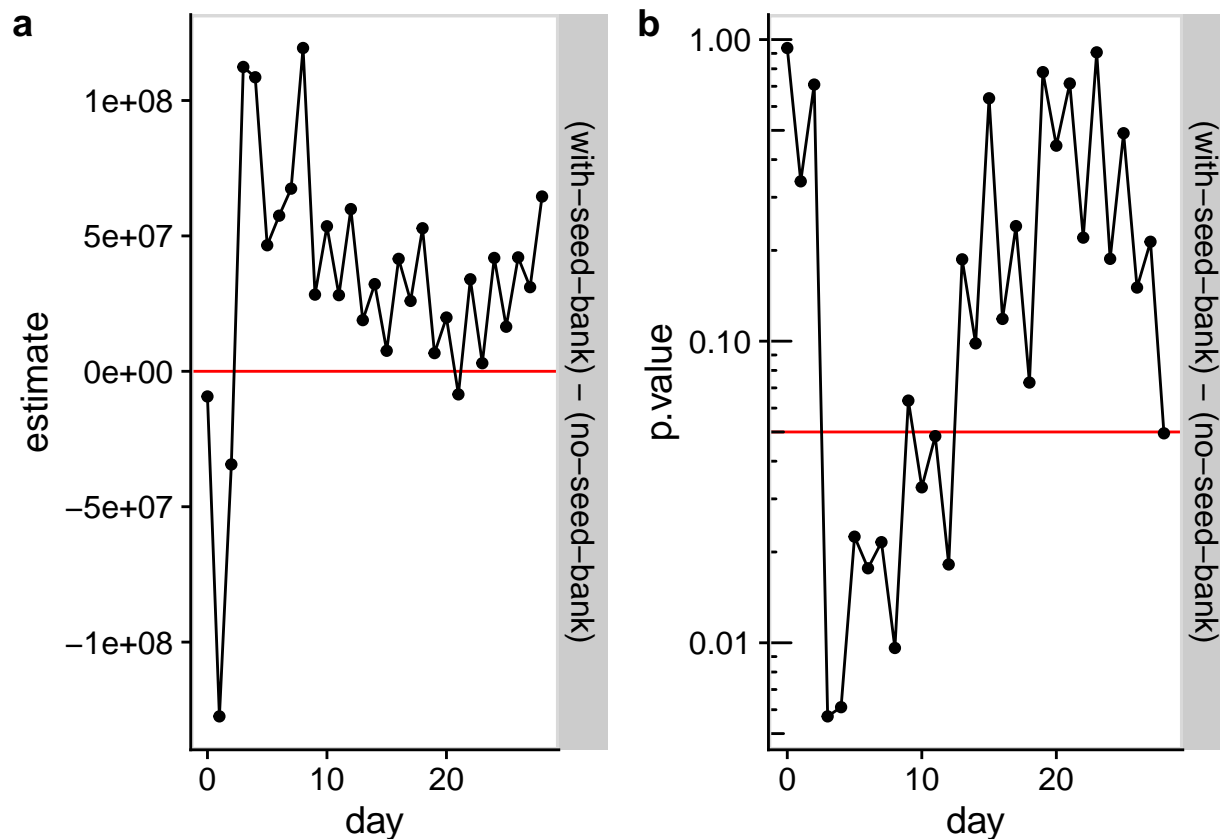 a
estimate
1e+08
5e+07
0e+00
−5e+07
−1e+08
0
10
20
day
(with−seed−bank) − (no−seed−bank)
b
p.value
1.00
0.10
0.01
0
10
20
day
(with−seed−bank) − (no−seed−bank)